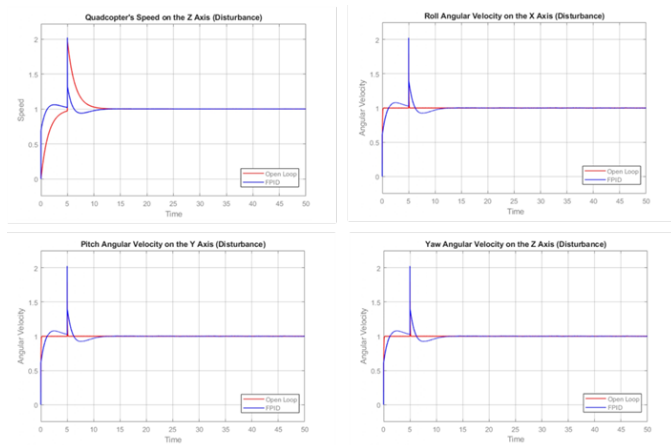 Quadcopter's Speed on the Z Axis (Disturbance)
2
1.5
1
0.5
0
Speed
0 5 10 15 20 25 30 35 40 45 50
Time
Open Loop
FPID
Roll Angular Velocity on the X Axis (Disturbance)
2
1.5
1
0.5
0
Angular Velocity
0 5 10 15 20 25 30 35 40 45 50
Time
Open Loop
FPID
Pitch Angular Velocity on the Y Axis (Disturbance)
2
1.5
1
0.5
0
Angular Velocity
0 5 10 15 20 25 30 35 40 45 50
Time
Open Loop
FPID
Yaw Angular Velocity on the Z Axis (Disturbance)
2
1.5
1
0.5
0
Angular Velocity
0 5 10 15 20 25 30 35 40 45 50
Time
Open Loop
FPID